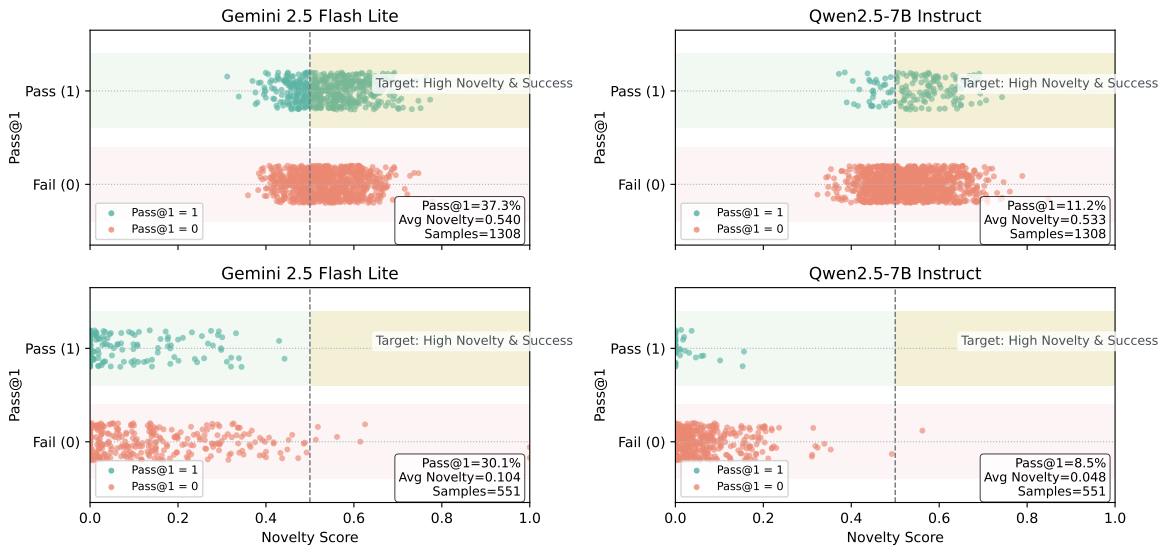 Gemini 2.5 Flash Lite
Pass@1
Pass (1)
Fail (0)
Target: High Novelty & Success
Pass@1 = 1
Pass@1 = 0
Pass@1=37.3%
Avg Novelty=0.540
Samples=1308
Qwen2.5-7B Instruct
Pass@1
Pass (1)
Fail (0)
Target: High Novelty & Success
Pass@1 = 1
Pass@1 = 0
Pass@1=11.2%
Avg Novelty=0.533
Samples=1308
Gemini 2.5 Flash Lite
Pass@1
Pass (1)
Fail (0)
Target: High Novelty & Success
Pass@1 = 1
Pass@1 = 0
Pass@1=30.1%
Avg Novelty=0.104
Samples=551
0.0 0.2 0.4 0.6 0.8 1.0
Novelty Score
Qwen2.5-7B Instruct
Pass@1
Pass (1)
Fail (0)
Target: High Novelty & Success
Pass@1 = 1
Pass@1 = 0
Pass@1=8.5%
Avg Novelty=0.048
Samples=551
0.0 0.2 0.4 0.6 0.8 1.0
Novelty Score